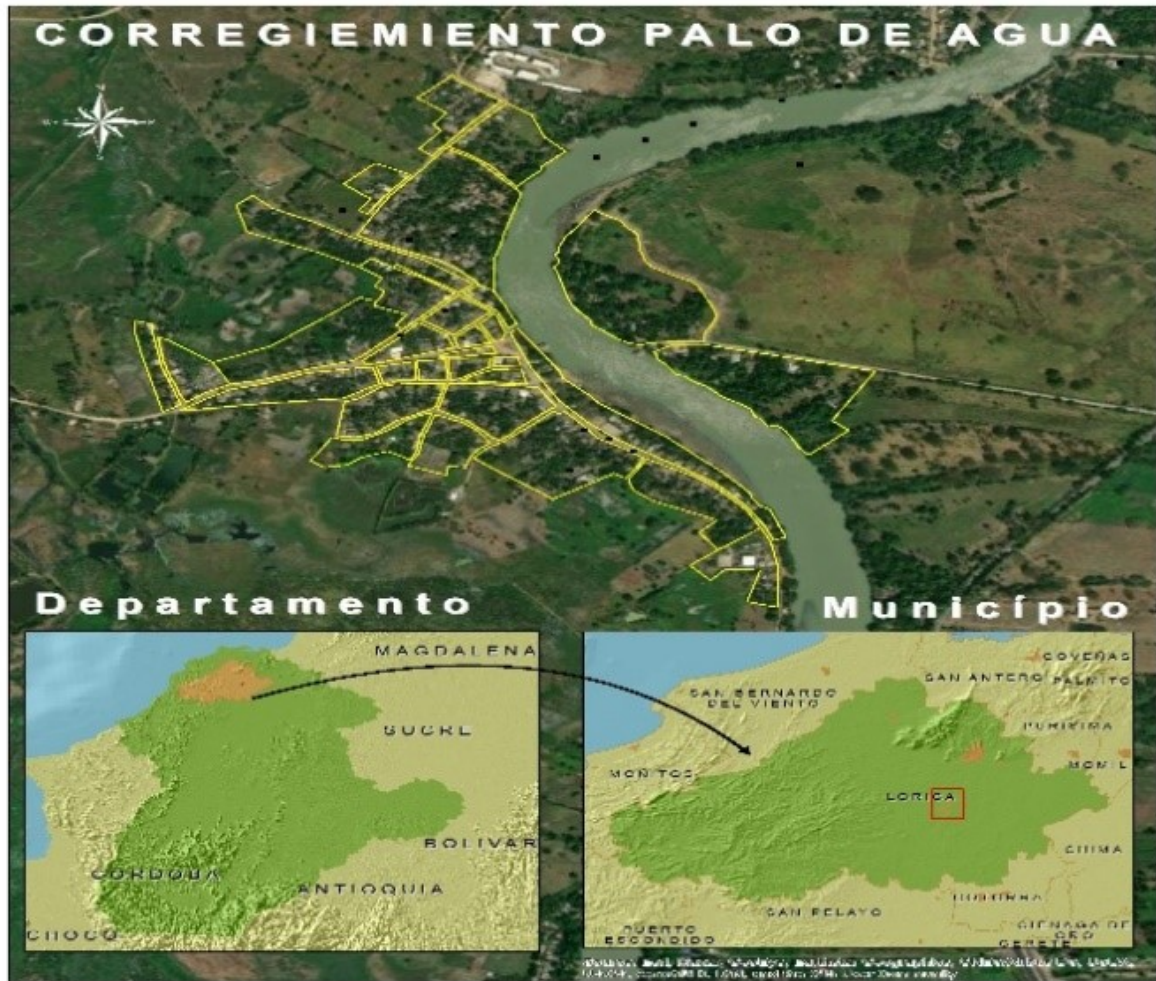 CORREGIEMIENTO PALO DE AGUA
Departamento
Município
MAGDALENA
SUCRE
BOLIVAR
CORDOBA
ANTIOQUIA
CHOCO
COVEÑAS
SAN ANTERO
PALMITO
SAN BERNARDO
DEL VIENTO
PURISIMA
MOÑITOS
MOMIL
LORICA
CHIMA
SAN PELAYO
PUERTO
ESCONDIDO
CIENAGA DE
ORO
CERETE